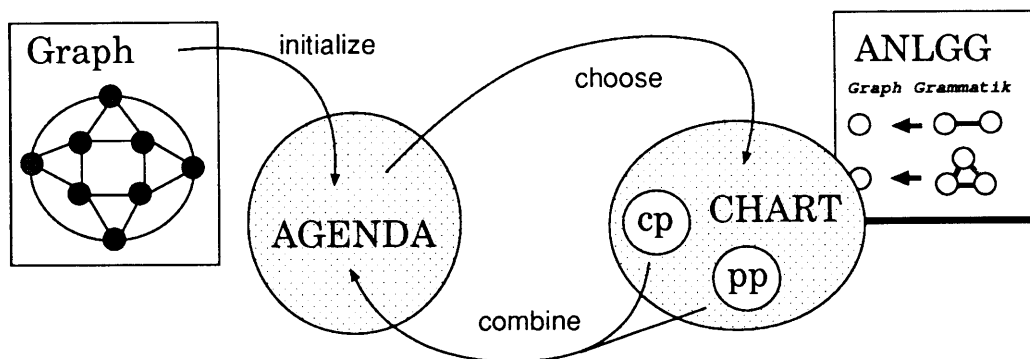 Graph
initialize
choose
ANLGG
Graph Grammatik
AGENDA
cp
CHART
pp
combine